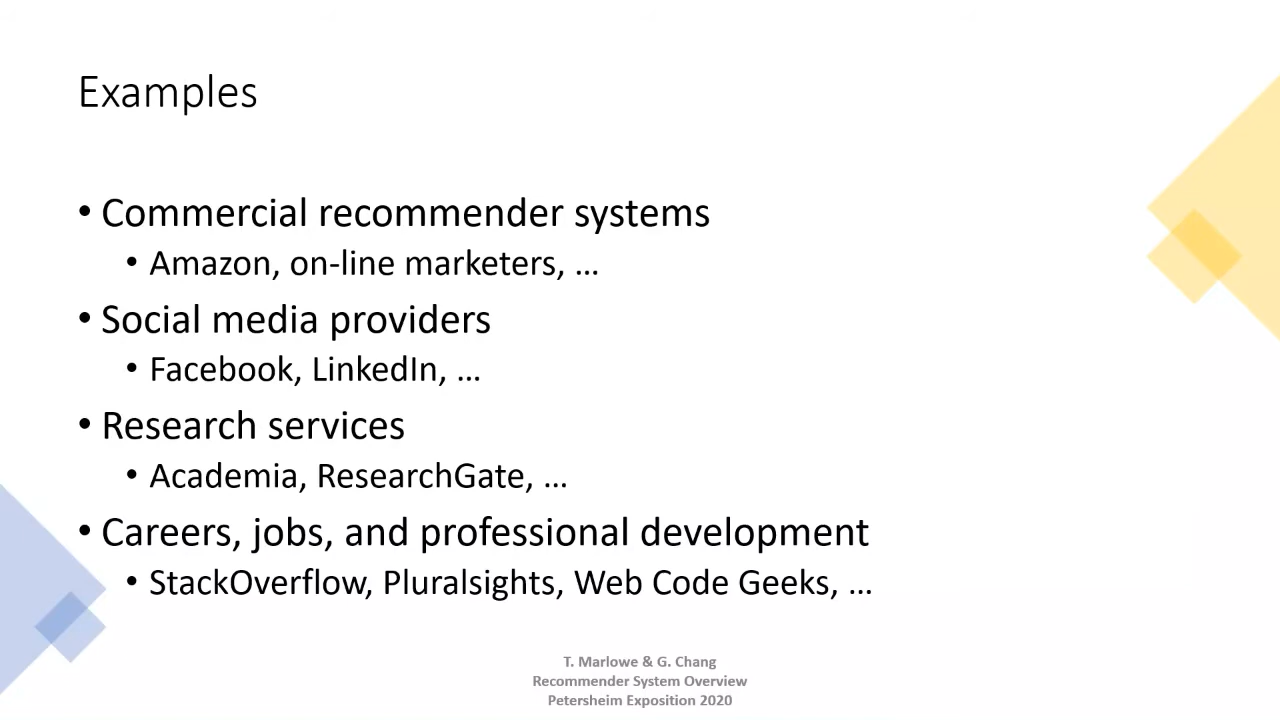 Examples
• Commercial recommender systems
• Amazon, on-line marketers, …
• Social media providers
• Facebook, LinkedIn, …
• Research services
• Academia, ResearchGate, …
• Careers, jobs, and professional development
• StackOverflow, Pluralsights, Web Code Geeks, …
T. Marlowe & G. Chang
Recommender System Overview
Petersheim Exposition 2020